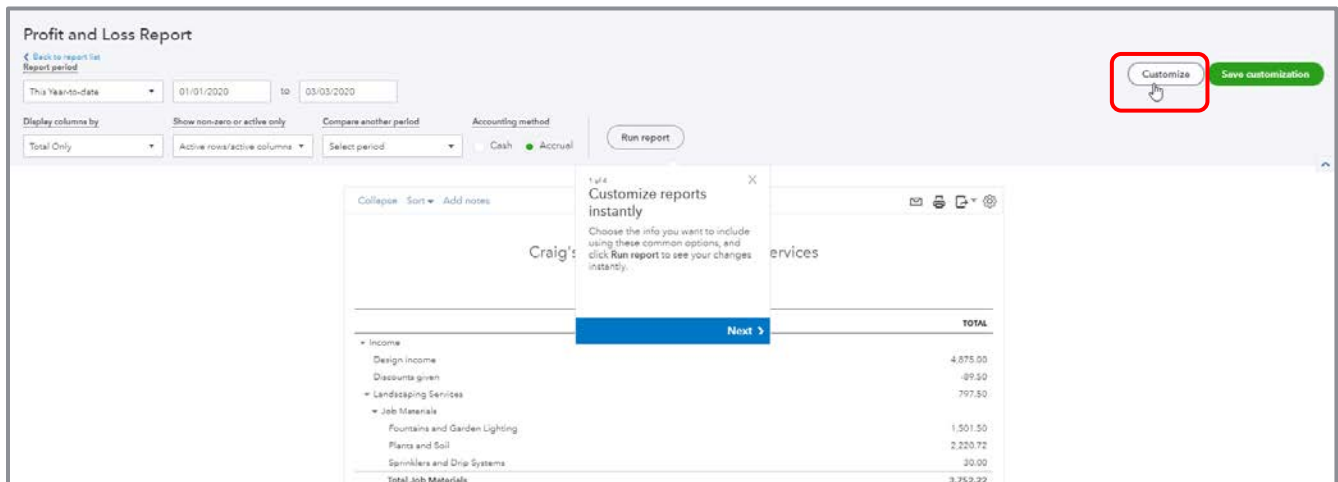 Profit and Loss Report
Back to report list
Report period
This Year-to-date 01/01/2020 to 03/03/2020
Customize Save customization
Display columns by Show non-zero or active only Compare another period Accounting method
Total Only Active rows/active columns Select period Cash Accrual Run report
Collapse Sort Add notes
1 of 4
Customize reports
instantly
Choose the info you want to include
using these common options, and
click Run report to see your changes
instantly.
Next
Craig's ervices
TOTAL
Income
Design income 4,875.00
Discounts given -89.50
Landscaping Services 797.50
Job Materials
Fountains and Garden Lighting 1,501.50
Plants and Soil 2,220.72
Sprinklers and Drip Systems 30.00
Total Job Materials 3,752.22